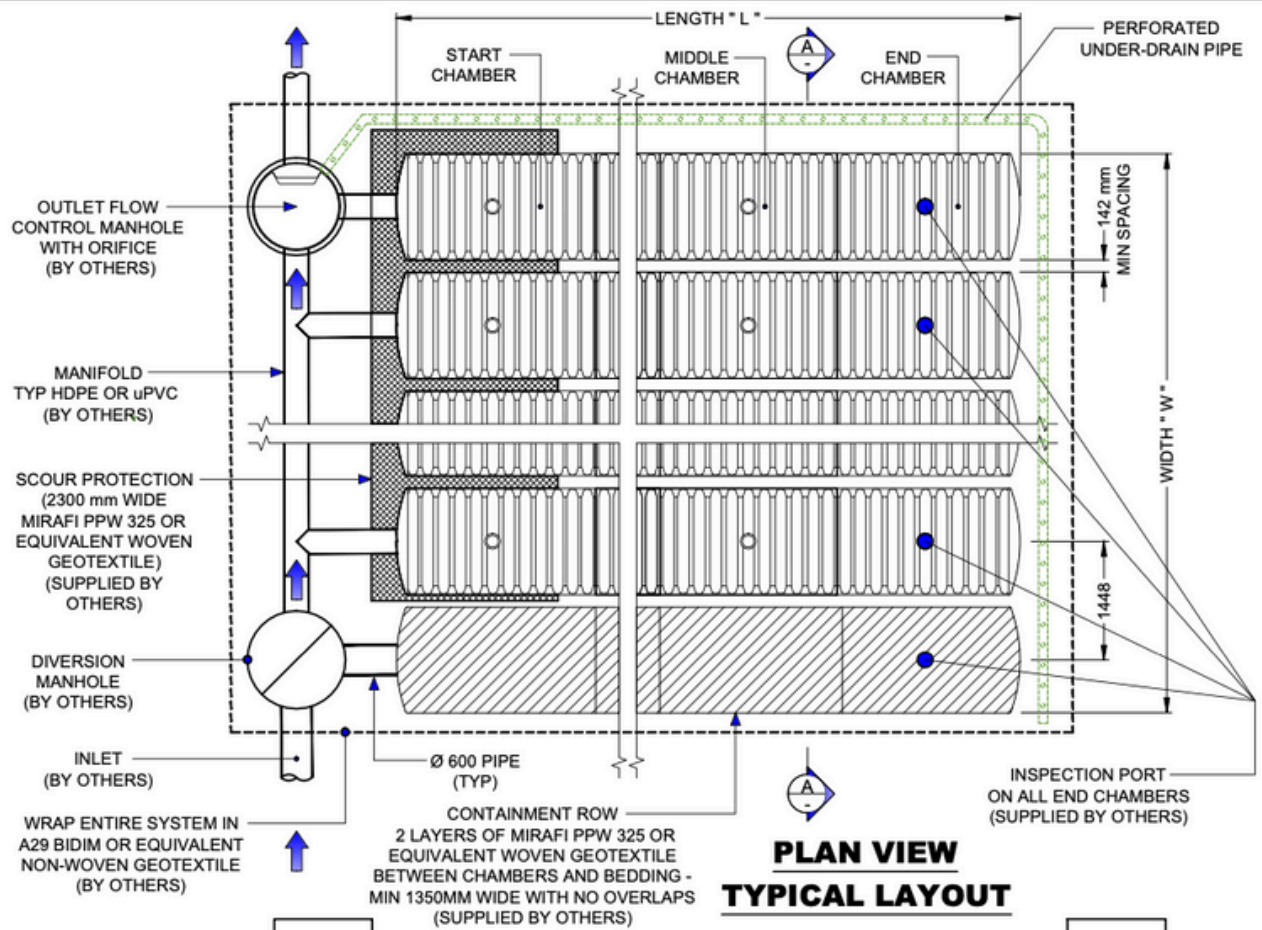 LENGTH " L "
PERFORATED
UNDER-DRAIN PIPE
START
CHAMBER
MIDDLE
CHAMBER
END
CHAMBER
A
-
142 mm
MIN SPACING
OUTLET FLOW
CONTROL MANHOLE
WITH ORIFICE
(BY OTHERS)
MANIFOLD
TYP HDPE OR uPVC
(BY OTHERS)
WIDTH " W "
SCOUR PROTECTION
(2300 mm WIDE
MIRAFI PPW 325 OR
EQUIVALENT WOVEN
GEOTEXTILE)
(SUPPLIED BY
OTHERS)
1448
DIVERSION
MANHOLE
(BY OTHERS)
INLET
(BY OTHERS)
Ø 600 PIPE
(TYP)
A
-
INSPECTION PORT
ON ALL END CHAMBERS
(SUPPLIED BY OTHERS)
WRAP ENTIRE SYSTEM IN
A29 BIDIM OR EQUIVALENT
NON-WOVEN GEOTEXTILE
(BY OTHERS)
CONTAINMENT ROW
2 LAYERS OF MIRAFI PPW 325 OR
EQUIVALENT WOVEN GEOTEXTILE
BETWEEN CHAMBERS AND BEDDING -
MIN 1350MM WIDE WITH NO OVERLAPS
(SUPPLIED BY OTHERS)
PLAN VIEW
TYPICAL LAYOUT